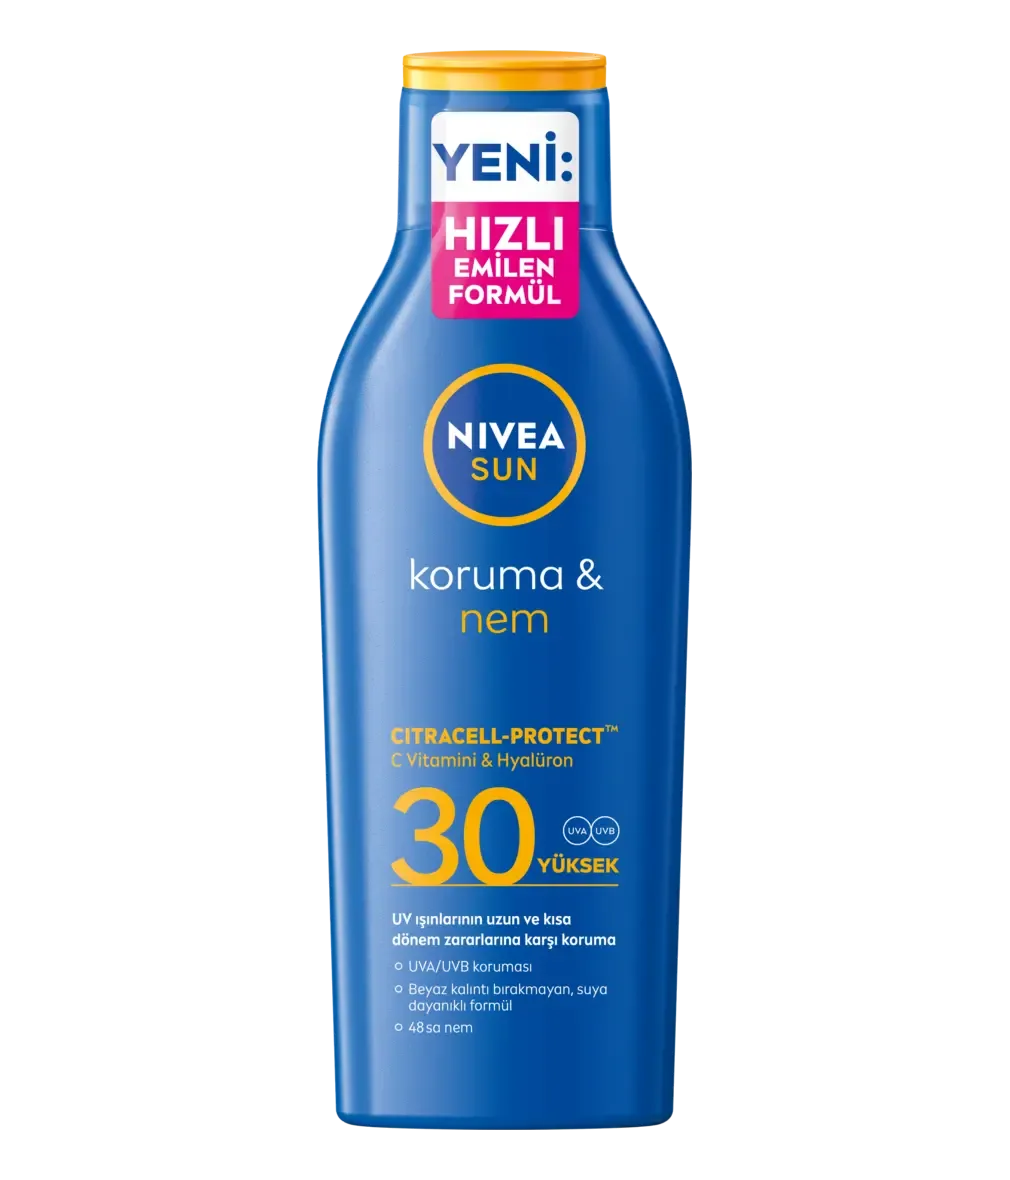 YENİ:
HIZLI
EMİLEN
FORMÜL
NIVEA
SUN
koruma &
nem
CITRACELL-PROTECT™
C Vitamini & Hyalüron
30
UVA UVB
YÜKSEK
UV ışınlarının uzun ve kısa
dönem zararlarına karşı koruma
UVA/UVB koruması
Beyaz kalıntı bırakmayan, suya
dayanıklı formül
48 sa nem